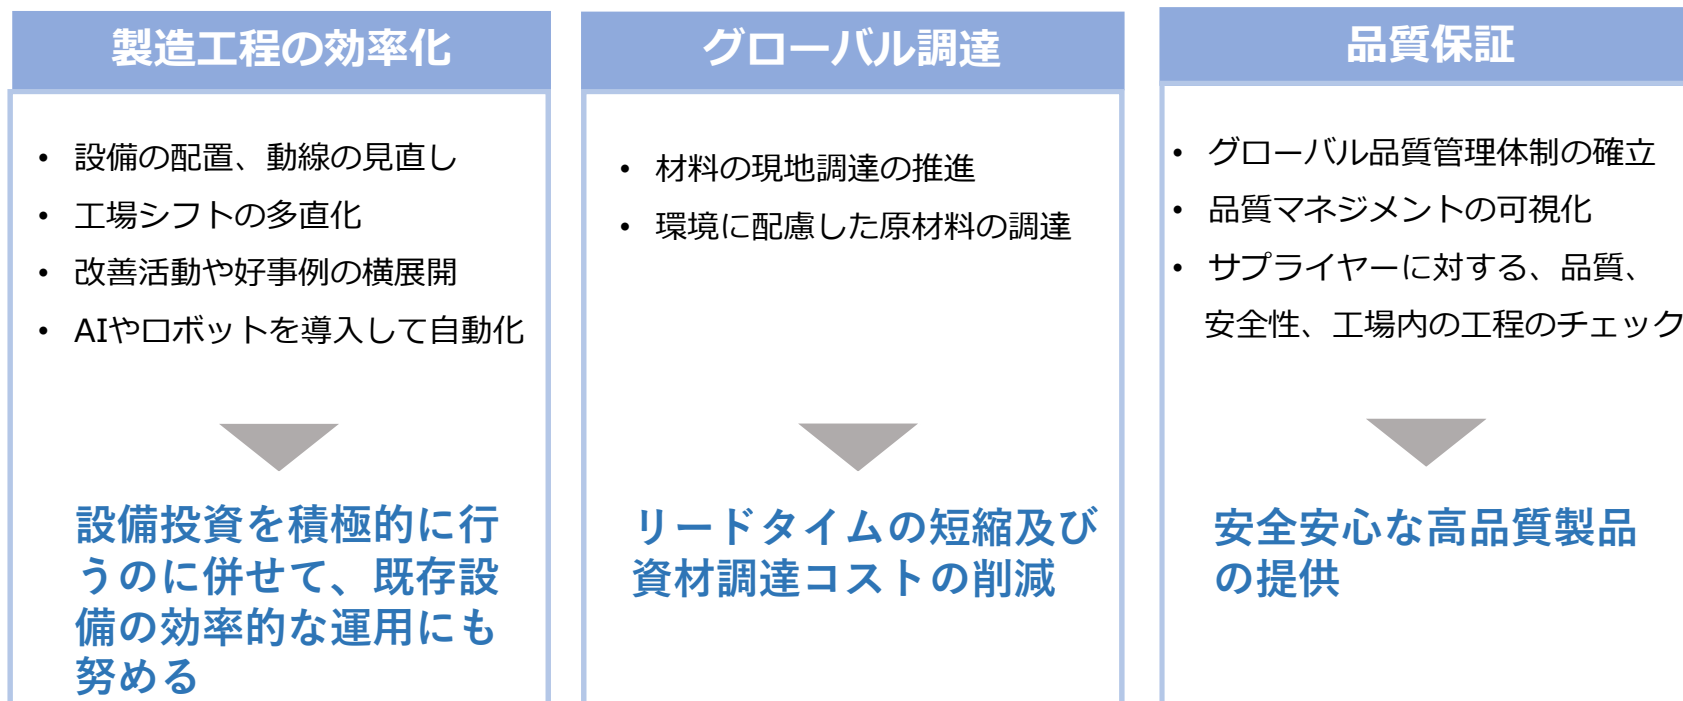 製造工程の効率化
• 設備の配置、動線の見直し
• 工場シフトの多直化
• 改善活動や好事例の横展開
• AIやロボットを導入して自動化
設備投資を積極的に行
うのに併せて、既存設
備の効率的な運用にも
努める
グローバル調達
• 材料の現地調達の推進
• 環境に配慮した原材料の調達
リードタイムの短縮及び
資材調達コストの削減
品質保証
• グローバル品質管理体制の確立
• 品質マネジメントの可視化
• サプライヤーに対する、品質、
安全性、工場内の工程のチェック
安全安心な高品質製品
の提供